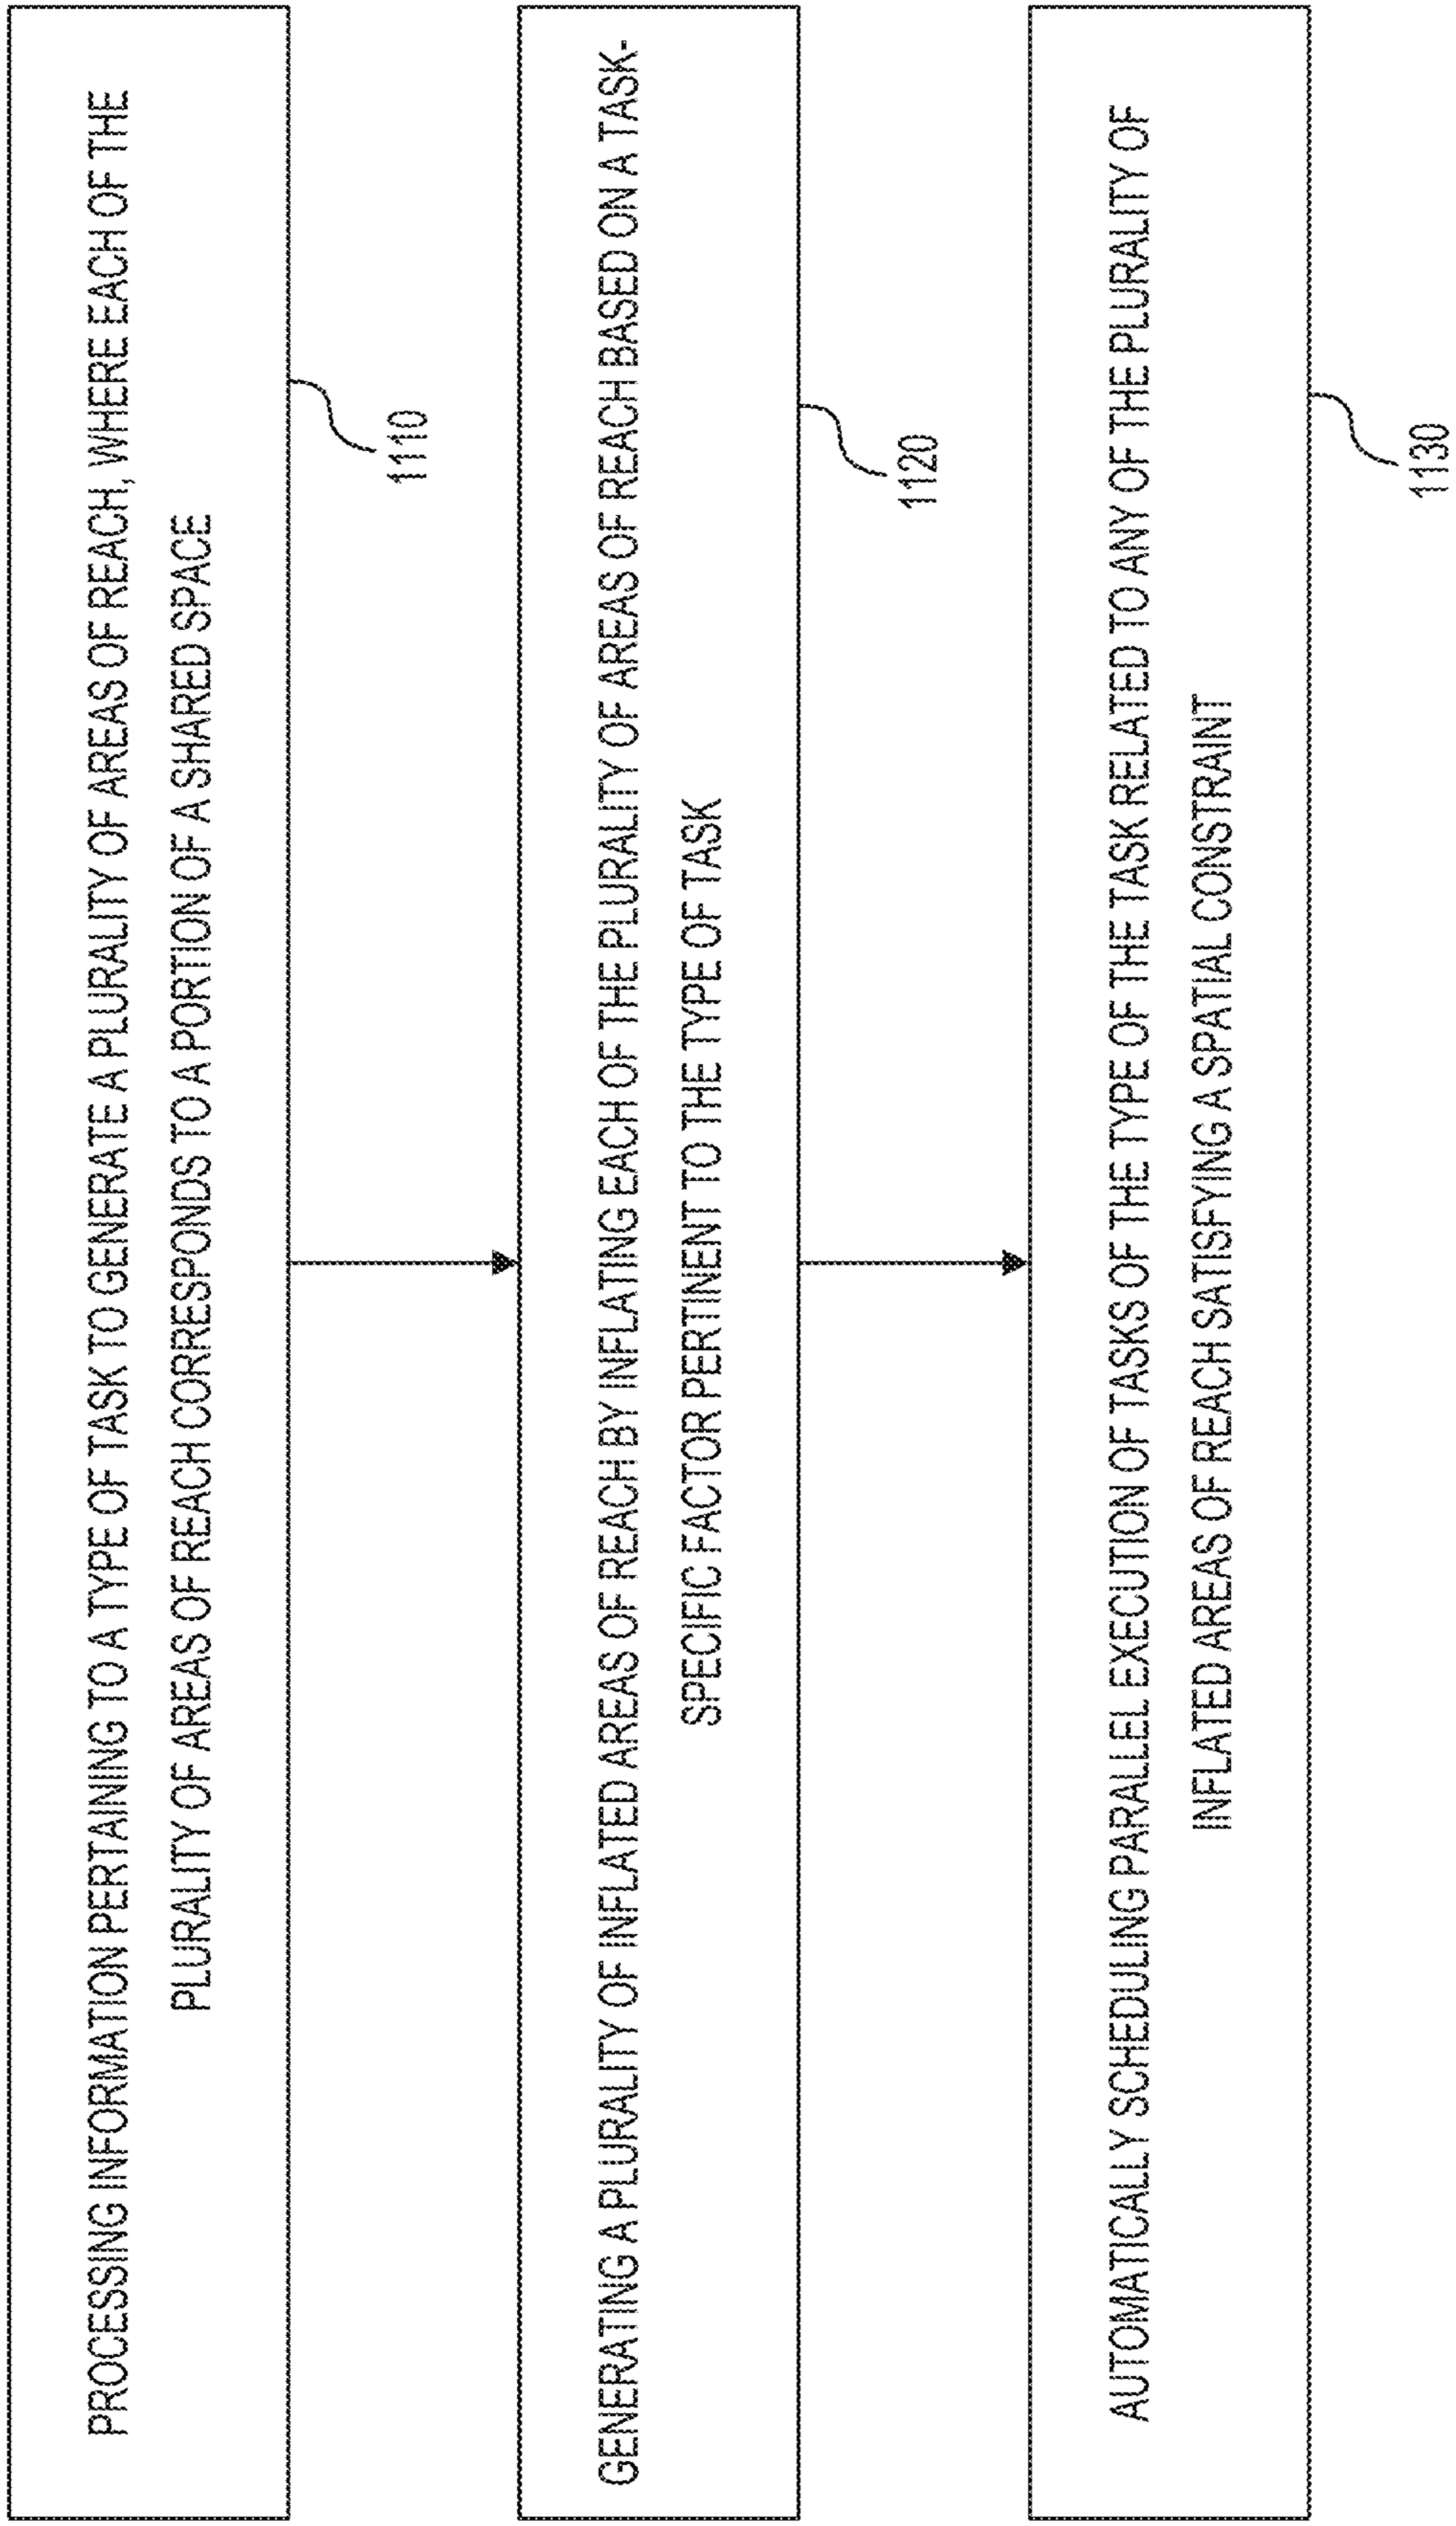 PROCESSING INFORMATION PERTAINING TO A TYPE OF TASK TO GENERATE A PLURALITY OF AREAS OF REACH, WHERE EACH OF THE
PLURALITY OF AREAS OF REACH CORRESPONDS TO A PORTION OF A SHARED SPACE
1110
GENERATING A PLURALITY OF INFLATED AREAS OF REACH BY INFLATING EACH OF THE PLURALITY OF AREAS OF REACH BASED ON A TASK-
SPECIFIC FACTOR PERTINENT TO THE TYPE OF TASK
1120
AUTOMATICALLY SCHEDULING PARALLEL EXECUTION OF TASKS OF THE TYPE OF THE TASK RELATED TO ANY OF THE PLURALITY OF
INFLATED AREAS OF REACH SATISFYING A SPATIAL CONSTRAINT
1130